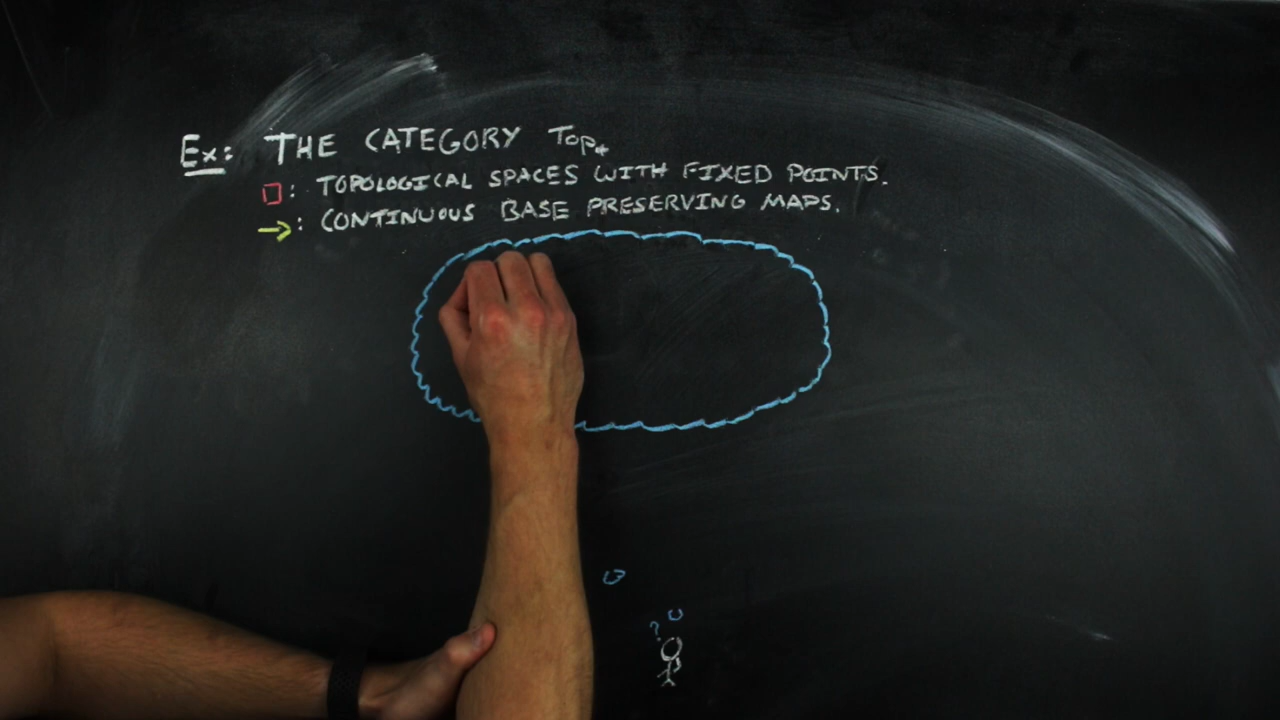 Ex: THE CATEGORY Top*
□: TOPOLOGICAL SPACES WITH FIXED POINTS.
→: CONTINUOUS BASE PRESERVING MAPS.
?